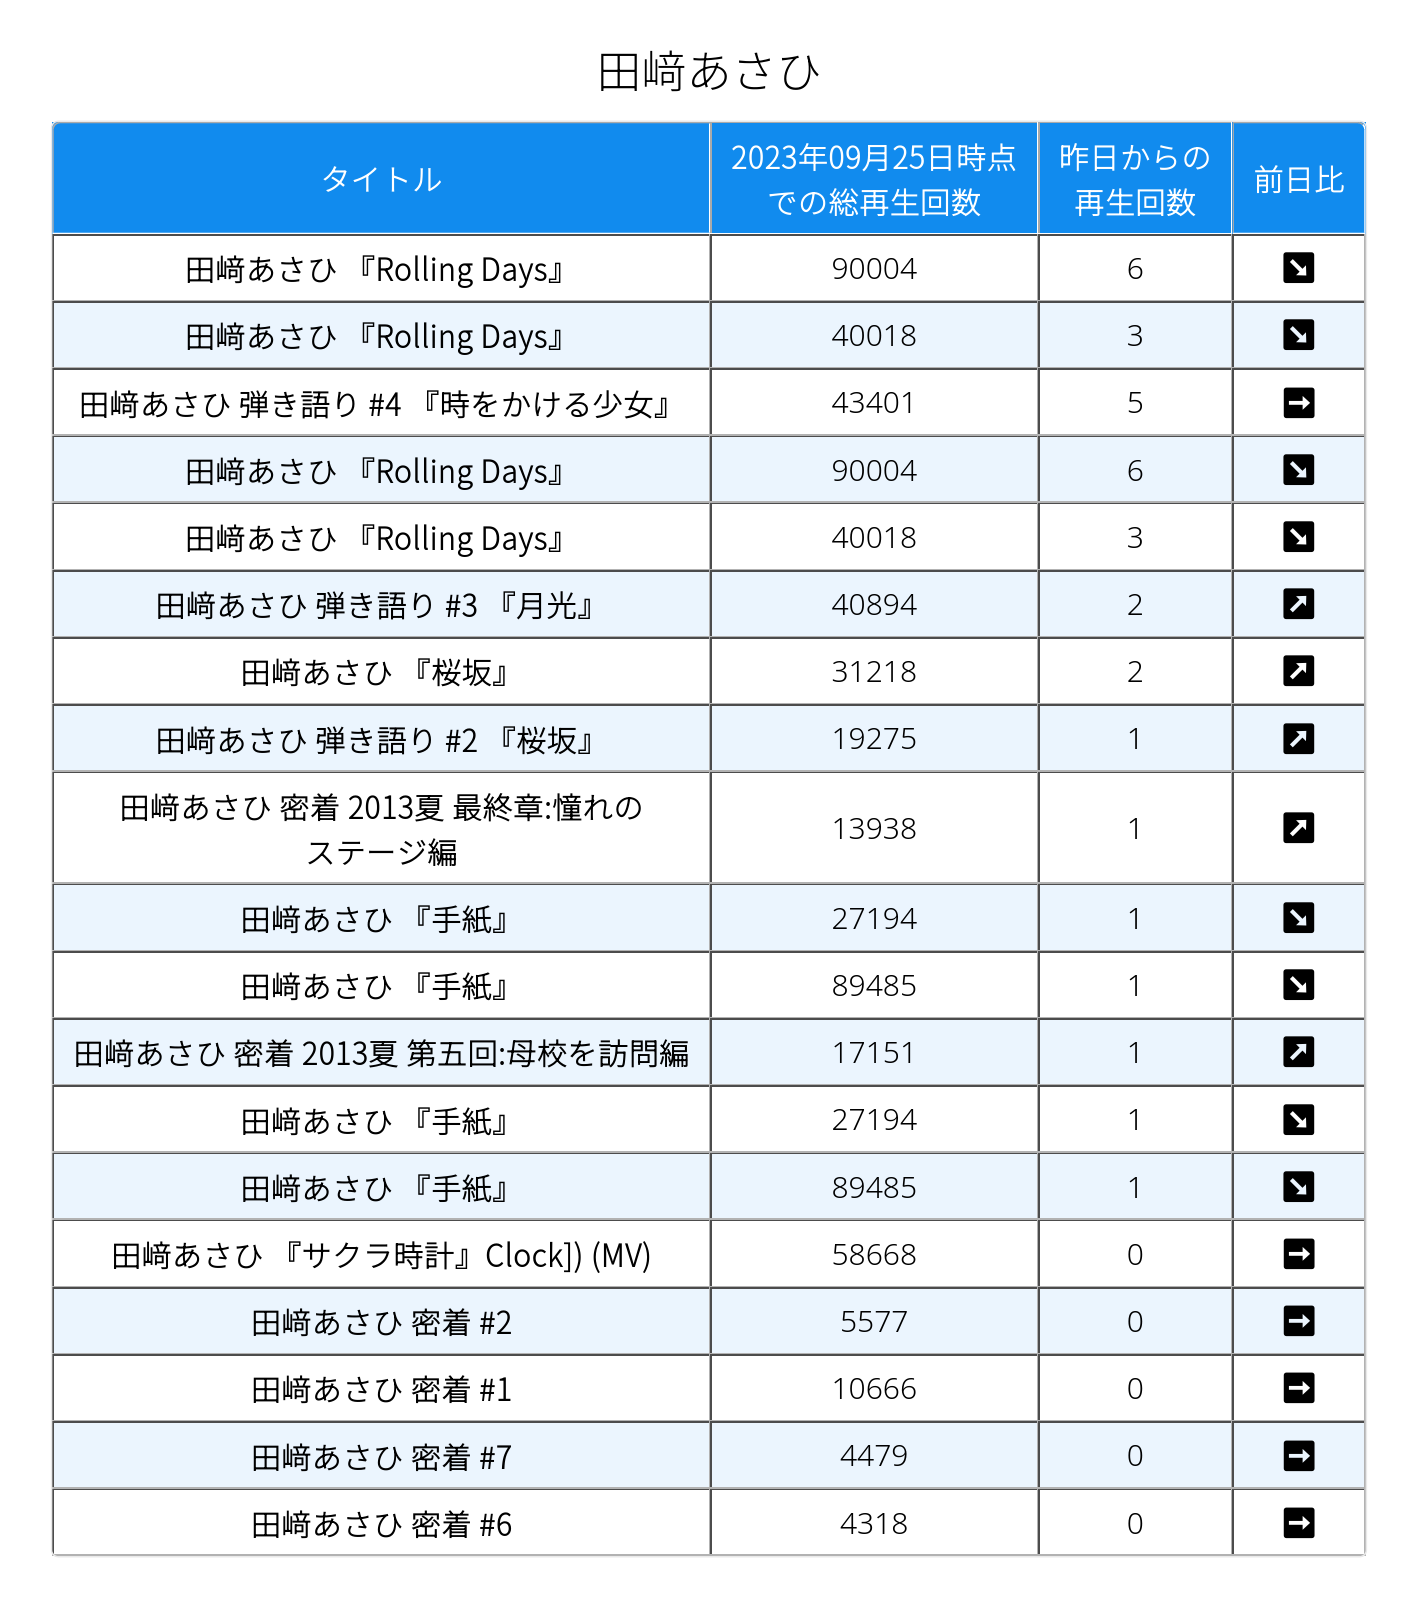 田﨑あさひ
タイトル 2023年09月25日時点 昨日からの 前日比
での総再生回数 再生回数
田﨑あさひ 『Rolling Days』 90004 6 ↘
田﨑あさひ 『Rolling Days』 40018 3 ↘
田﨑あさひ 弾き語り #4 『時をかける少女』 43401 5 ➡
田﨑あさひ 『Rolling Days』 90004 6 ↘
田﨑あさひ 『Rolling Days』 40018 3 ↘
田﨑あさひ 弾き語り #3 『月光』 40894 2 ↗
田﨑あさひ 『桜坂』 31218 2 ↗
田﨑あさひ 弾き語り #2 『桜坂』 19275 1 ↗
田﨑あさひ 密着 2013夏 最終章:憧れの
ステージ編 13938 1 ↗
田﨑あさひ 『手紙』 27194 1 ↘
田﨑あさひ 『手紙』 89485 1 ↘
田﨑あさひ 密着 2013夏 第五回:母校を訪問編 17151 1 ↗
田﨑あさひ 『手紙』 27194 1 ↘
田﨑あさひ 『手紙』 89485 1 ↘
田﨑あさひ 『サクラ時計』Clock]) (MV) 58668 0 ➡
田﨑あさひ 密着 #2 5577 0 ➡
田﨑あさひ 密着 #1 10666 0 ➡
田﨑あさひ 密着 #7 4479 0 ➡
田﨑あさひ 密着 #6 4318 0 ➡